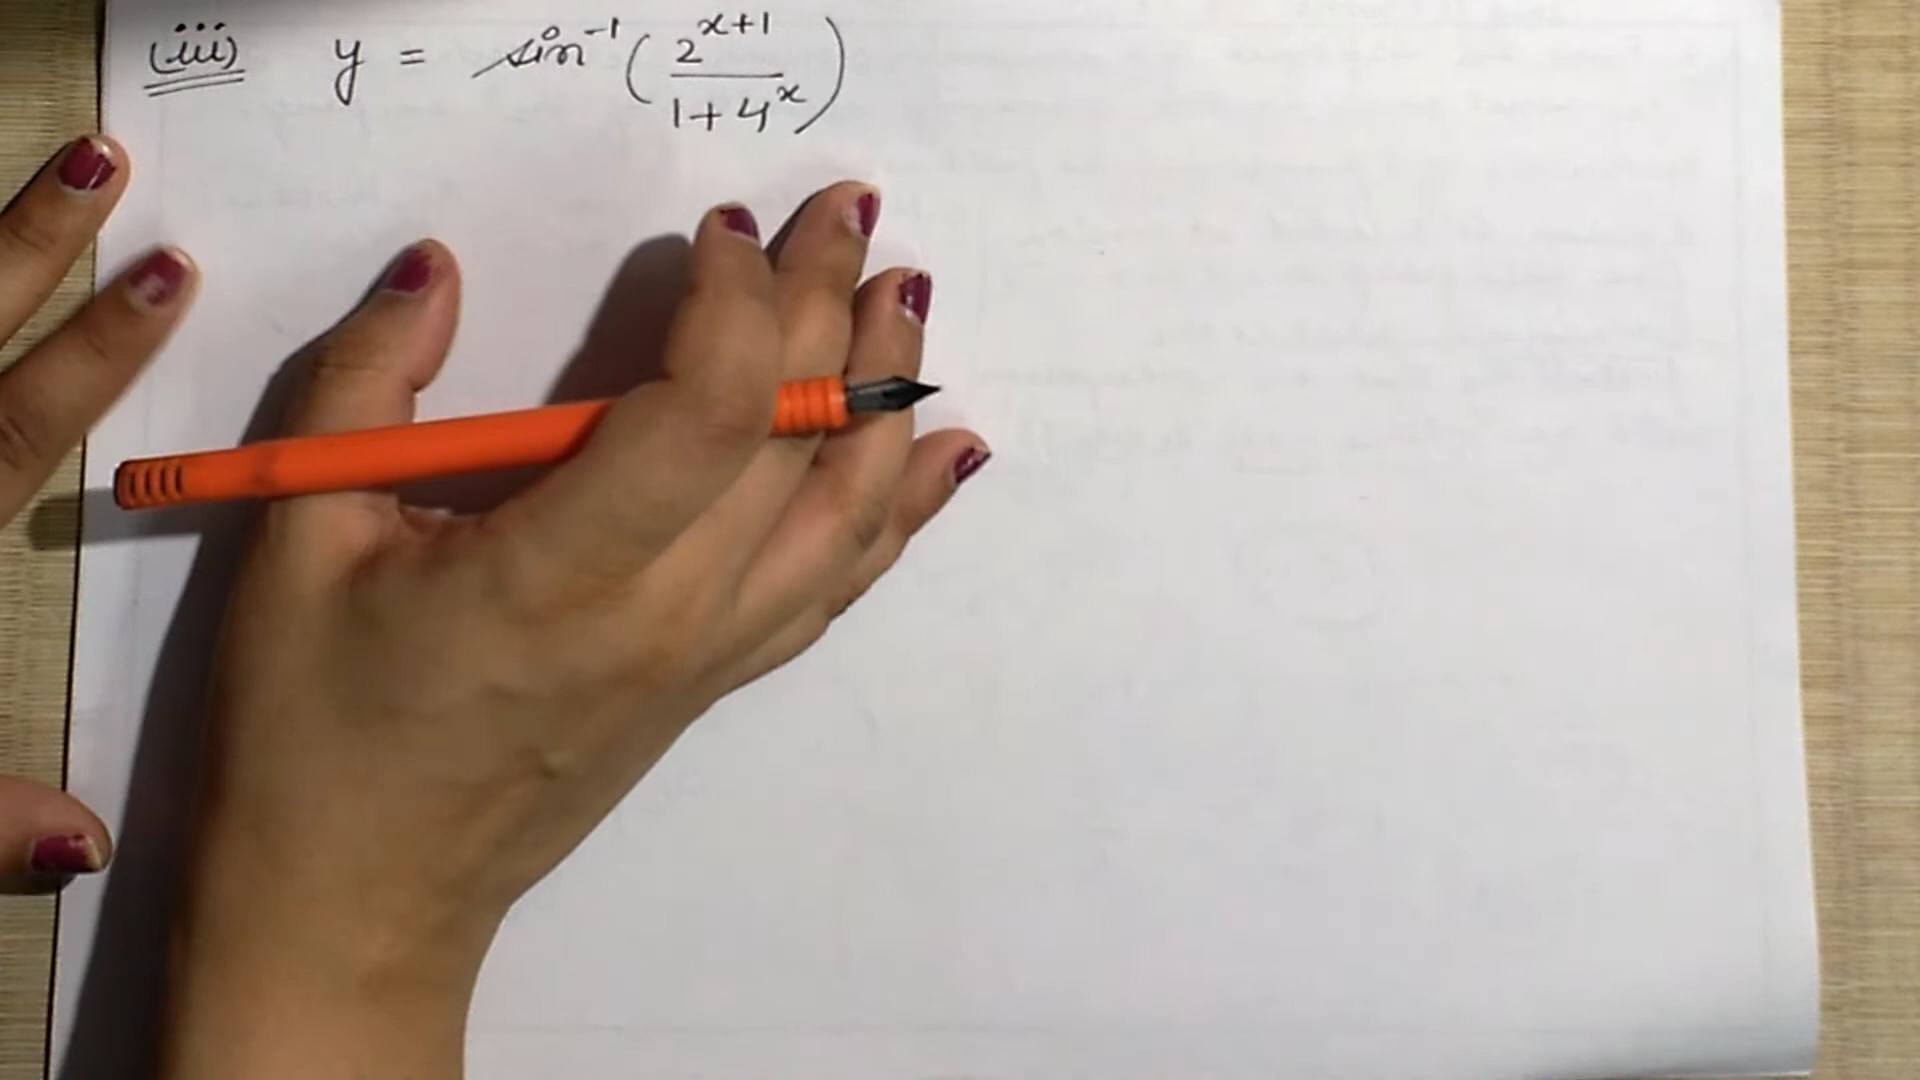 (iii) y = sin⁻¹(2^(x+1)/(1+4^x))